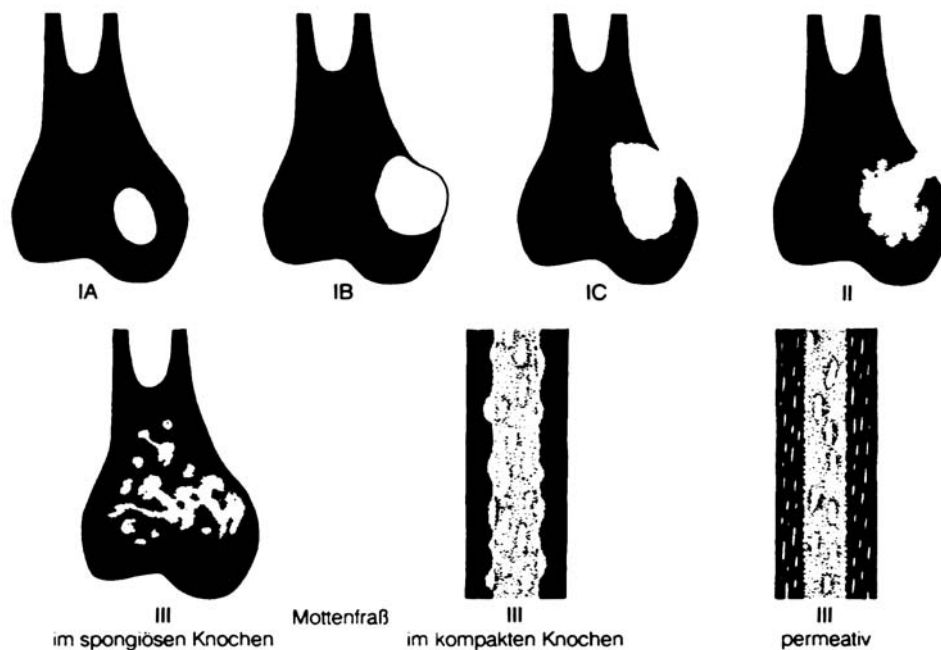 IA
IB
IC
II
III
im spongiösen Knochen
Mottenfraß
III
im kompakten Knochen
III
permeativ